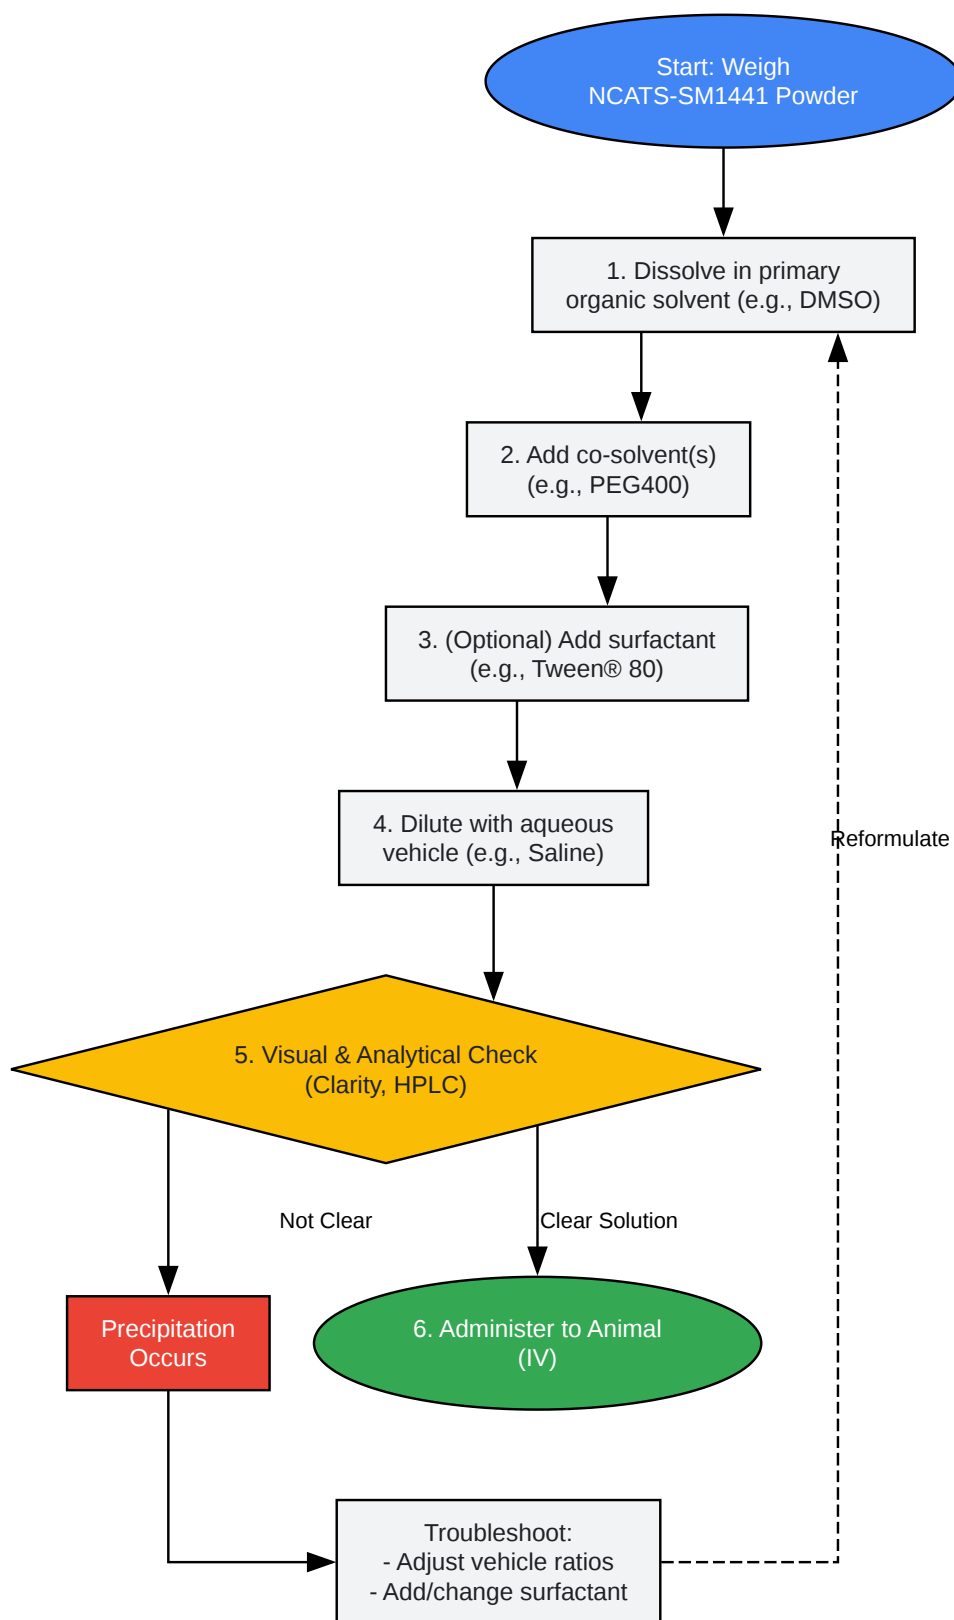 Start: Weigh
NCATS-SM1441 Powder
1. Dissolve in primary
organic solvent (e.g., DMSO)
2. Add co-solvent(s)
(e.g., PEG400)
3. (Optional) Add surfactant
(e.g., Tween® 80)
4. Dilute with aqueous
vehicle (e.g., Saline)
Reformulate
5. Visual & Analytical Check
(Clarity, HPLC)
Not Clear
Clear Solution
Precipitation
Occurs
6. Administer to Animal
(IV)
Troubleshoot:
- Adjust vehicle ratios
- Add/change surfactant